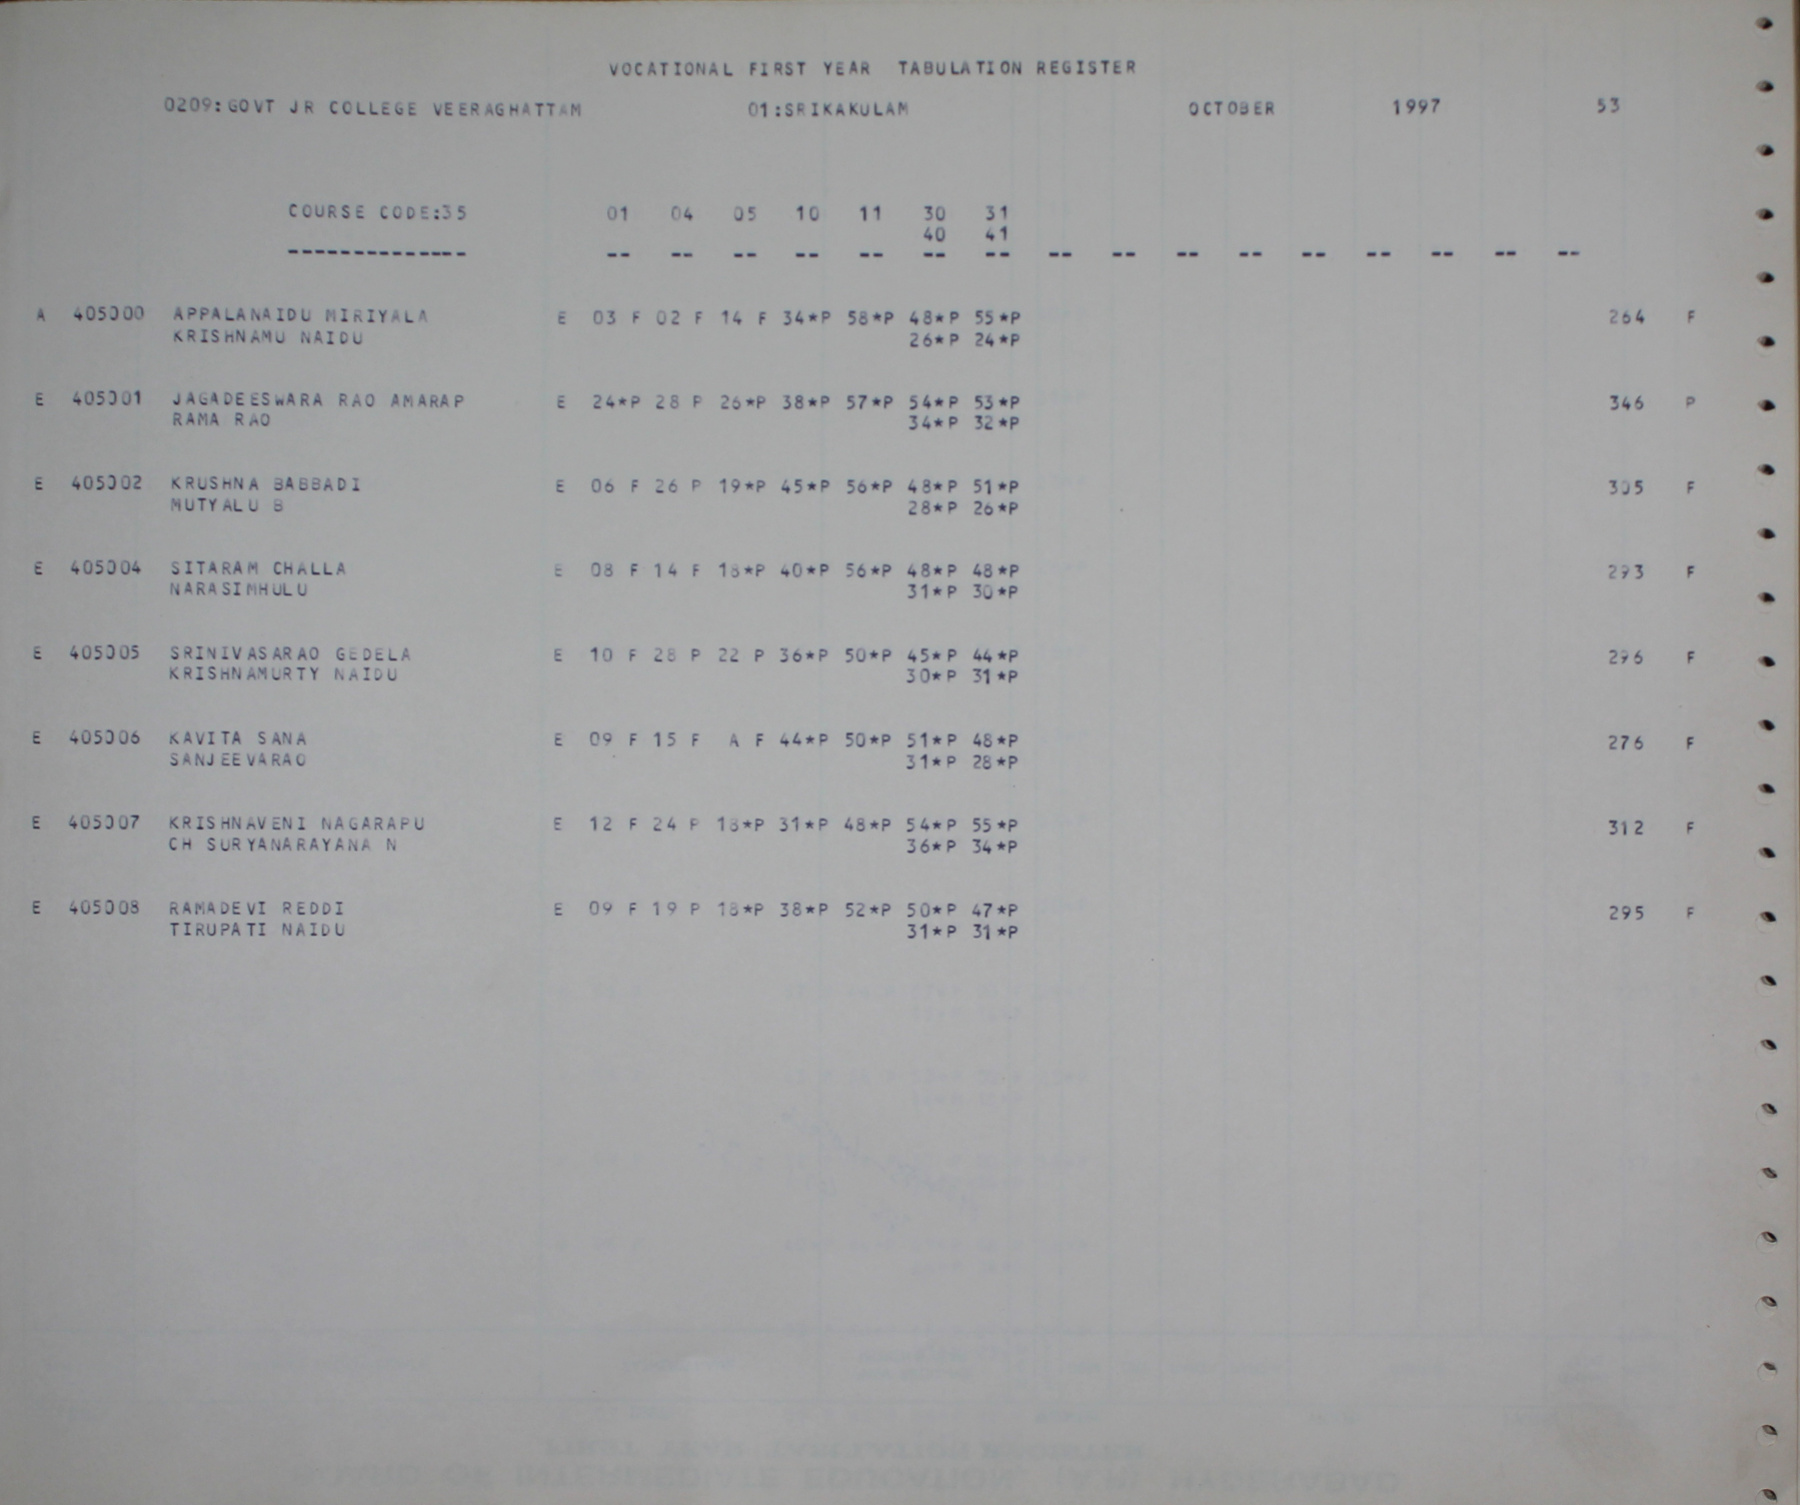 VOCATIONAL FIRST YEAR TABULATION REGISTER
0209:GOVT JR COLLEGE VEERAGHATTAM 01:SRIKAKULAM OCTOBER 1997 53
COURSE CODE:35 01 04 05 10 11 30 31
40 41
-------------- -- -- -- -- -- -- -- -- -- -- -- -- -- -- -- --
A 405000 APPALANAIDU MIRIYALA E 03 F 02 F 14 F 34*P 58*P 48*P 55*P 264 F
KRISHNAMU NAIDU 26*P 24*P
E 405001 JAGADEESWARA RAO AMARAP E 24*P 28 P 26*P 38*P 57*P 54*P 53*P 346 P
RAMA RAO 34*P 32*P
E 405002 KRUSHNA BABBADI E 06 F 26 P 19*P 45*P 56*P 48*P 51*P 305 F
MUTYALU B 28*P 26*P
E 405004 SITARAM CHALLA E 08 F 14 F 18*P 40*P 56*P 48*P 48*P 293 F
NARASIMHULU 31*P 30*P
E 405005 SRINIVASARAO GEDELA E 10 F 28 P 22 P 36*P 50*P 45*P 44*P 296 F
KRISHNAMURTY NAIDU 30*P 31*P
E 405006 KAVITA SANA E 09 F 15 F A F 44*P 50*P 51*P 48*P 276 F
SANJEEVARAO 31*P 28*P
E 405007 KRISHNAVENI NAGARAPU E 12 F 24 P 18*P 31*P 48*P 54*P 55*P 312 F
CH SURYANARAYANA N 36*P 34*P
E 405008 RAMADEVI REDDI E 09 F 19 P 18*P 38*P 52*P 50*P 47*P 295 F
TIRUPATI NAIDU 31*P 31*P